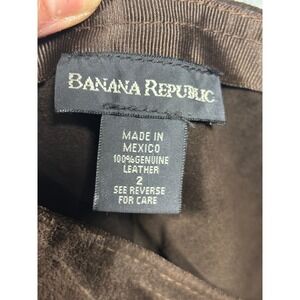 BANANA REPUBLIC
MADE IN
MEXICO
100% GENUINE
LEATHER
2
SEE REVERSE
FOR CARE